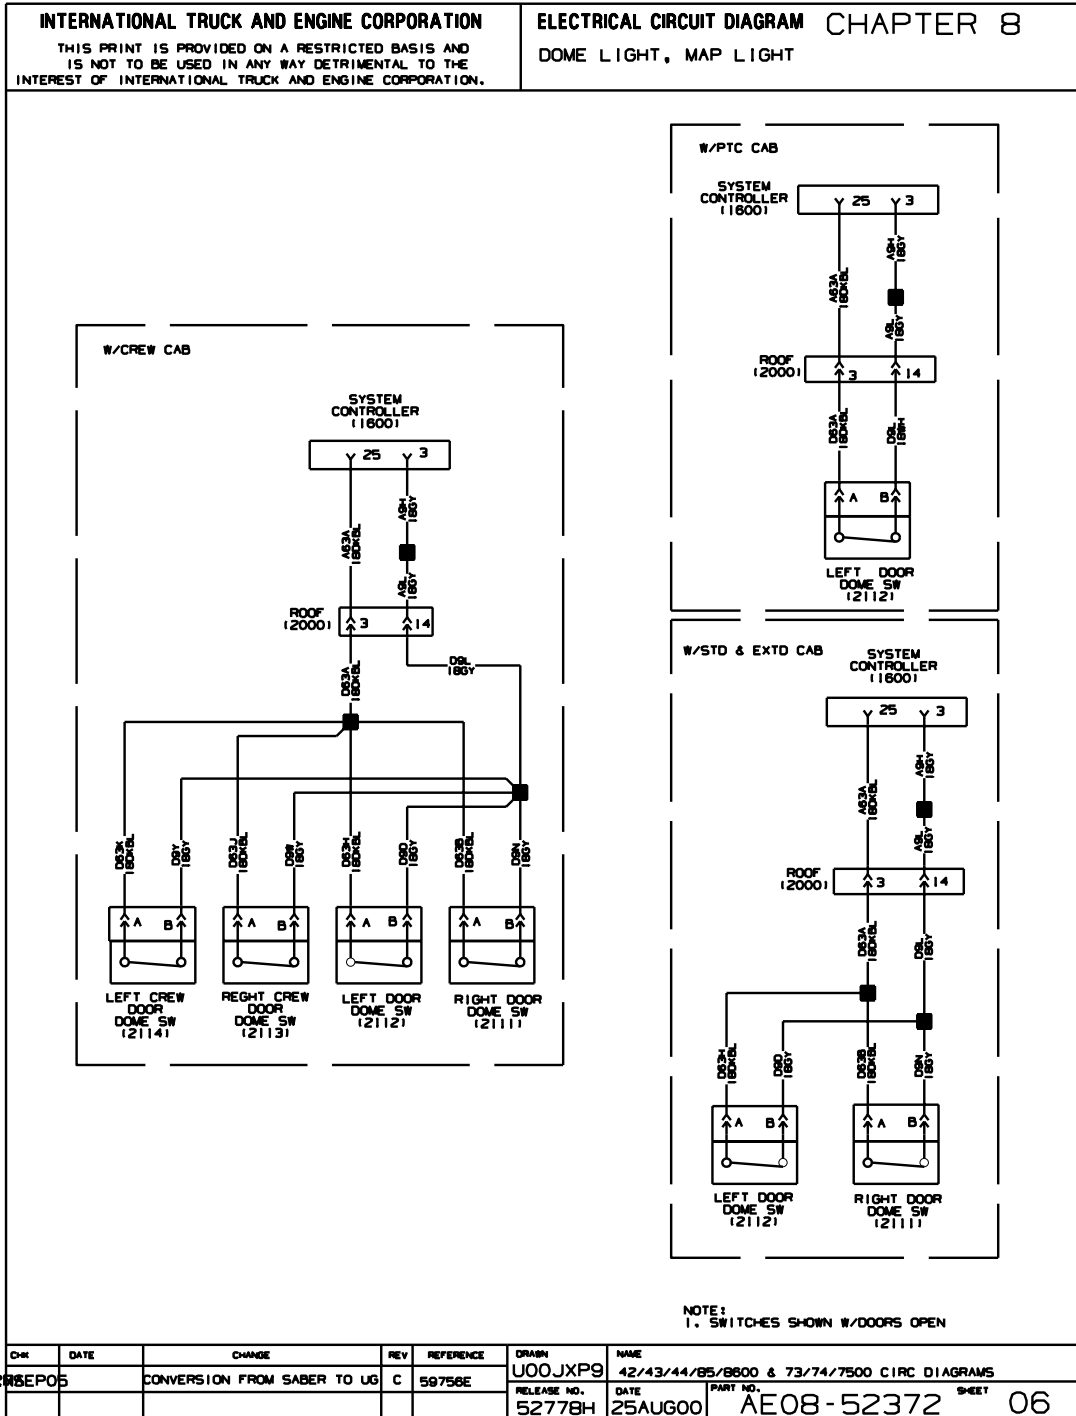 INTERNATIONAL TRUCK AND ENGINE CORPORATION
THIS PRINT IS PROVIDED ON A RESTRICTED BASIS AND
IS NOT TO BE USED IN ANY WAY DETRIMENTAL TO THE
INTEREST OF INTERNATIONAL TRUCK AND ENGINE CORPORATION.
ELECTRICAL CIRCUIT DIAGRAM CHAPTER 8
DOME LIGHT, MAP LIGHT
W/PTC CAB
SYSTEM
CONTROLLER
(1600)
25 3
A9H
18GY
A63A
18DKBL
A9L
18GY
ROOF
(2000)
3 14
D63A
18DKBL
D9L
18WH
A B
LEFT DOOR
DOME SW
(2112)
W/CREW CAB
SYSTEM
CONTROLLER
(1600)
25 3
A9H
18GY
A63A
18DKBL
A9L
18GY
ROOF
(2000)
3 14
D9L
18GY
D63A
18DKBL
D63K
18DKBL
D9Y
18GY
D63J
18DKBL
D9W
18GY
D63H
18DKBL
D9D
18GY
D63B
18DKBL
D9N
18GY
A B
A B
A B
A B
LEFT CREW
DOOR
DOME SW
(2114)
REGHT CREW
DOOR
DOME SW
(2113)
LEFT DOOR
DOME SW
(2112)
RIGHT DOOR
DOME SW
(2111)
W/STD & EXTD CAB
SYSTEM
CONTROLLER
(1600)
25 3
A9H
18GY
A63A
18DKBL
A9L
18GY
ROOF
(2000)
3 14
D63A
18DKBL
D9L
18GY
D63H
18DKBL
D9D
18GY
D63B
18DKBL
D9N
18GY
A B
A B
LEFT DOOR
DOME SW
(2112)
RIGHT DOOR
DOME SW
(2111)
NOTE:
1. SWITCHES SHOWN W/DOORS OPEN
CHK DATE CHANGE REV REFERENCE
CONVERSION FROM SABER TO UG C 59756E
DRAWN
U00JXP9
NAME
42/43/44/85/8600 & 73/74/7500 CIRC DIAGRAMS
RELEASE NO.
52778H
DATE
25AUG00
PART NO.
AE08-52372
SHEET
06